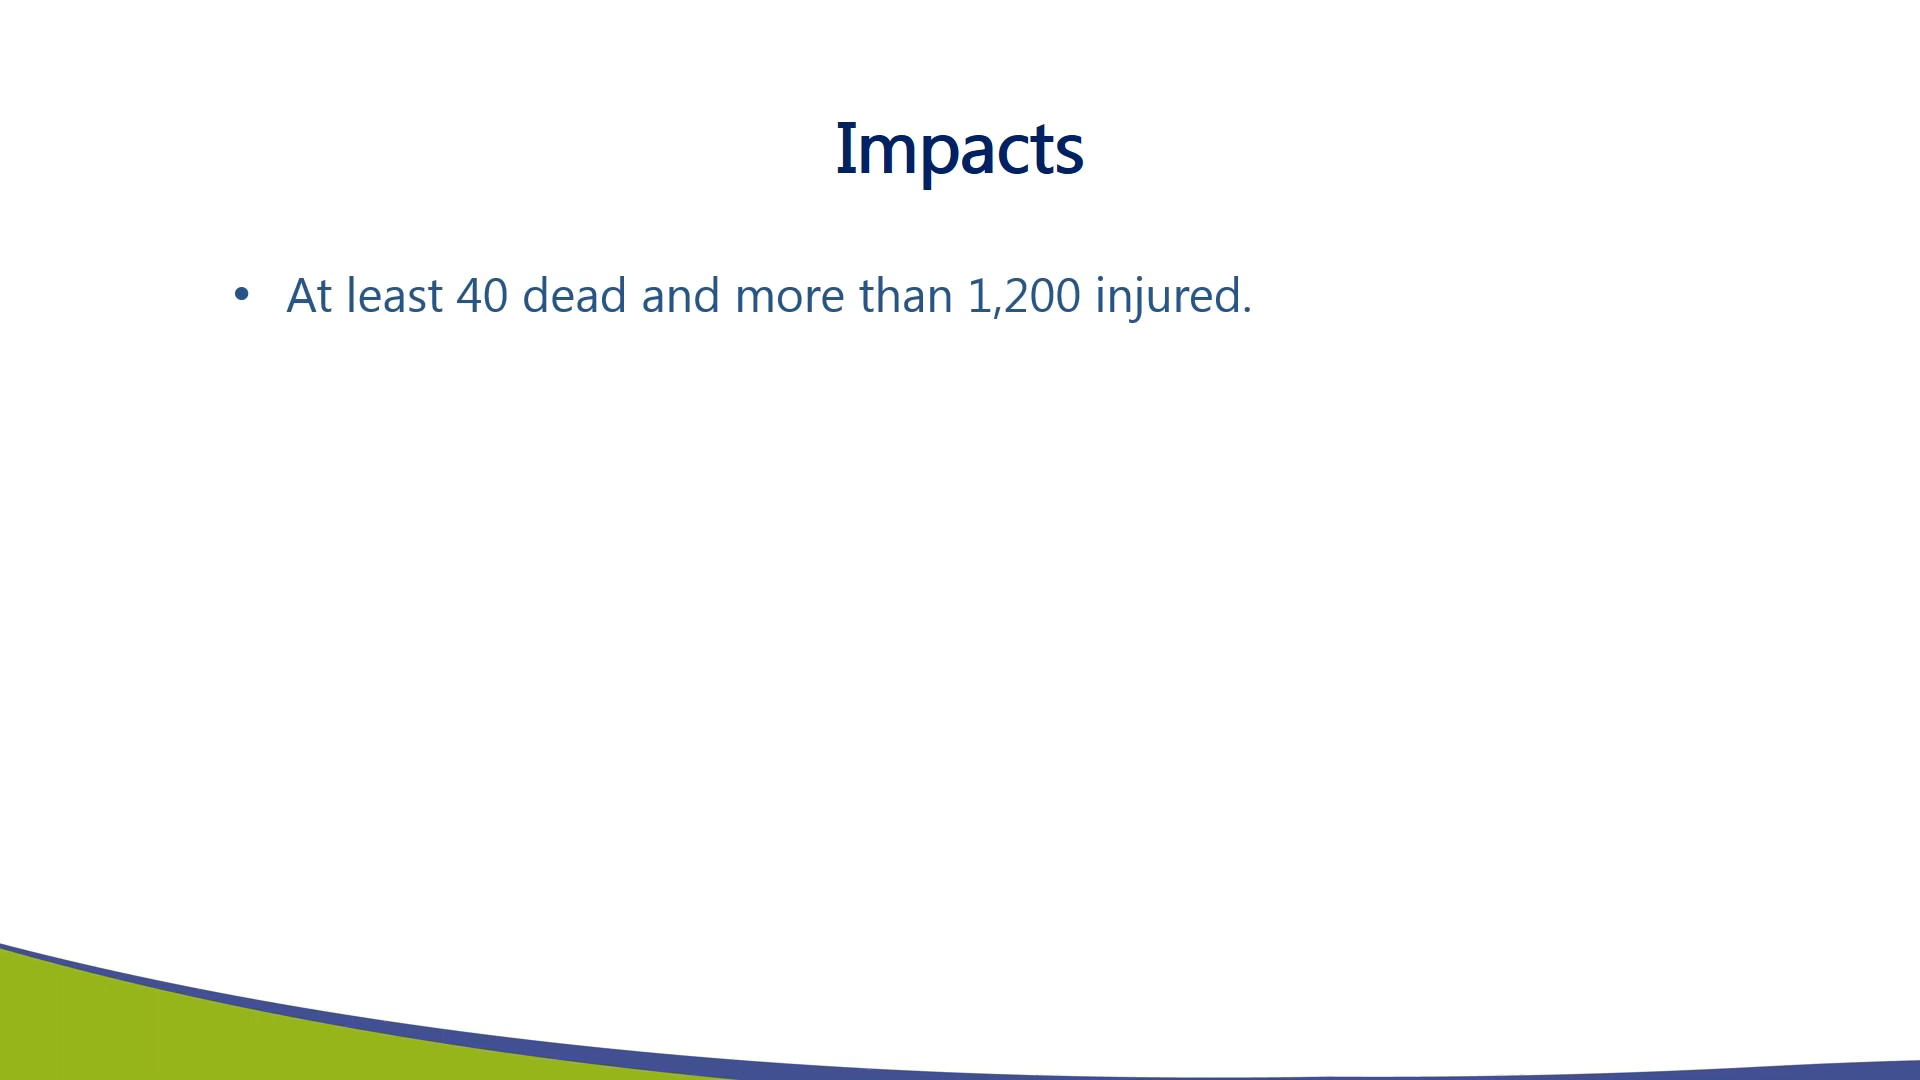 Impacts
• At least 40 dead and more than 1,200 injured.